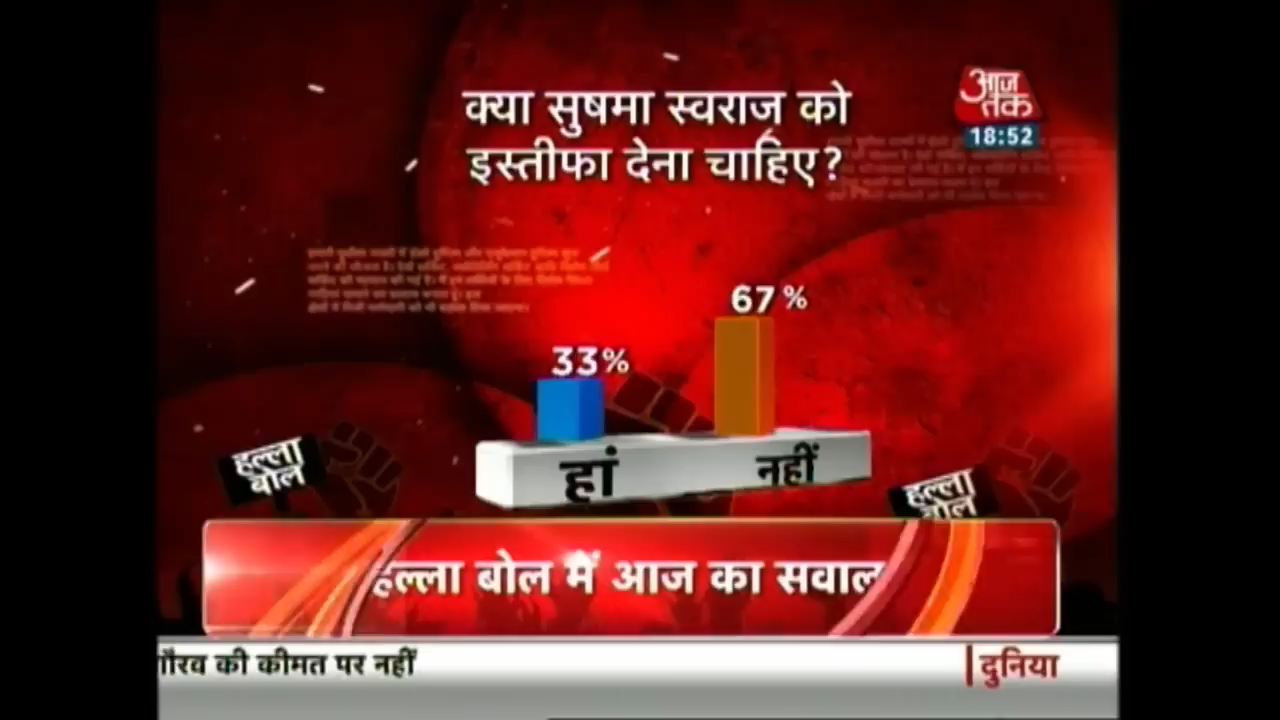 क्या सुषमा स्वराज को
इस्तीफा देना चाहिए?
आज
तक
18:52
67 %
33%
हां
नहीं
हल्ला
बोल
हल्ला
बोल
हल्ला बोल में आज का सवाल
गौरव की कीमत पर नहीं
दुनिया